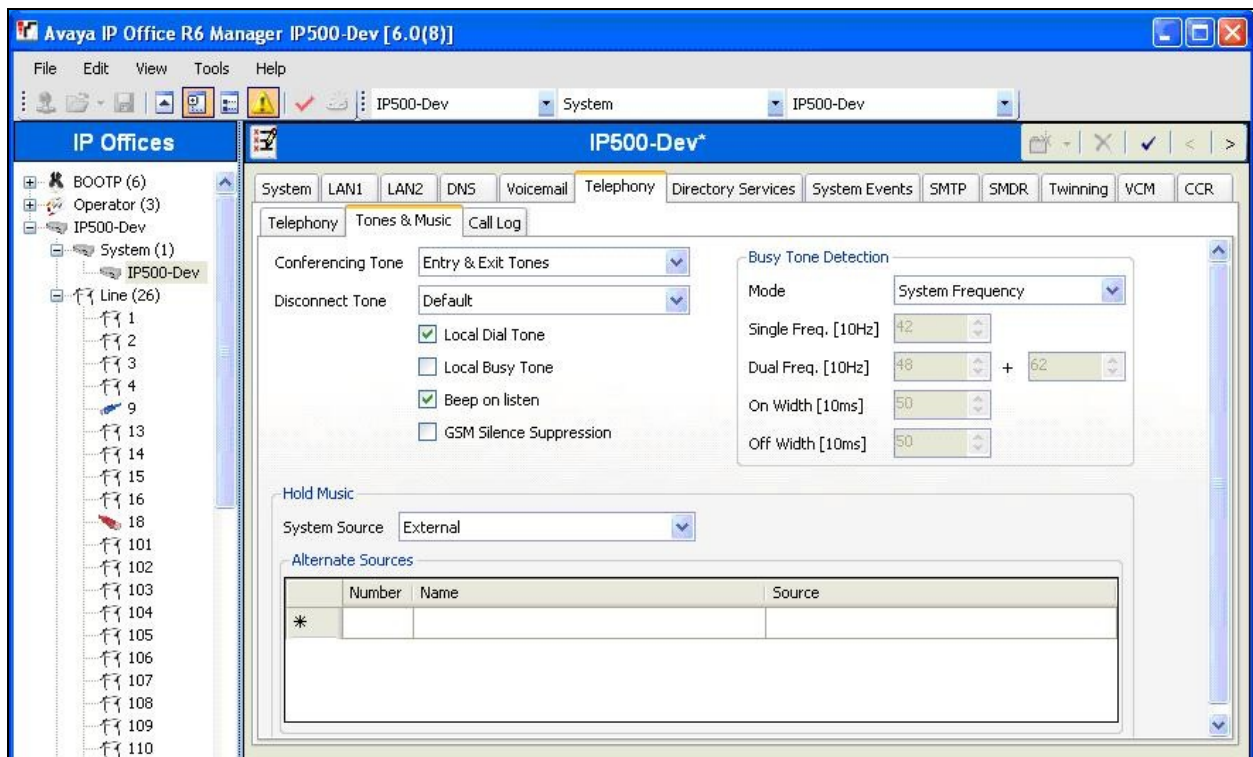 Avaya IP Office R6 Manager IP500-Dev [6.0(8)]
File Edit View Tools Help
IP500-Dev System IP500-Dev
IP Offices
BOOTP (6)
Operator (3)
IP500-Dev
System (1)
IP500-Dev
Line (26)
1
2
3
4
9
13
14
15
16
18
101
102
103
104
105
106
107
108
109
110
IP500-Dev*
System LAN1 LAN2 DNS Voicemail Telephony Directory Services System Events SMTP SMDR Twinning VCM CCR
Telephony Tones & Music Call Log
Conferencing Tone Entry & Exit Tones
Disconnect Tone Default
Local Dial Tone
Local Busy Tone
Beep on listen
GSM Silence Suppression
Busy Tone Detection
Mode System Frequency
Single Freq. [10Hz] 42
Dual Freq. [10Hz] 48 + 62
On Width [10ms] 50
Off Width [10ms] 50
Hold Music
System Source External
Alternate Sources
Number Name Source